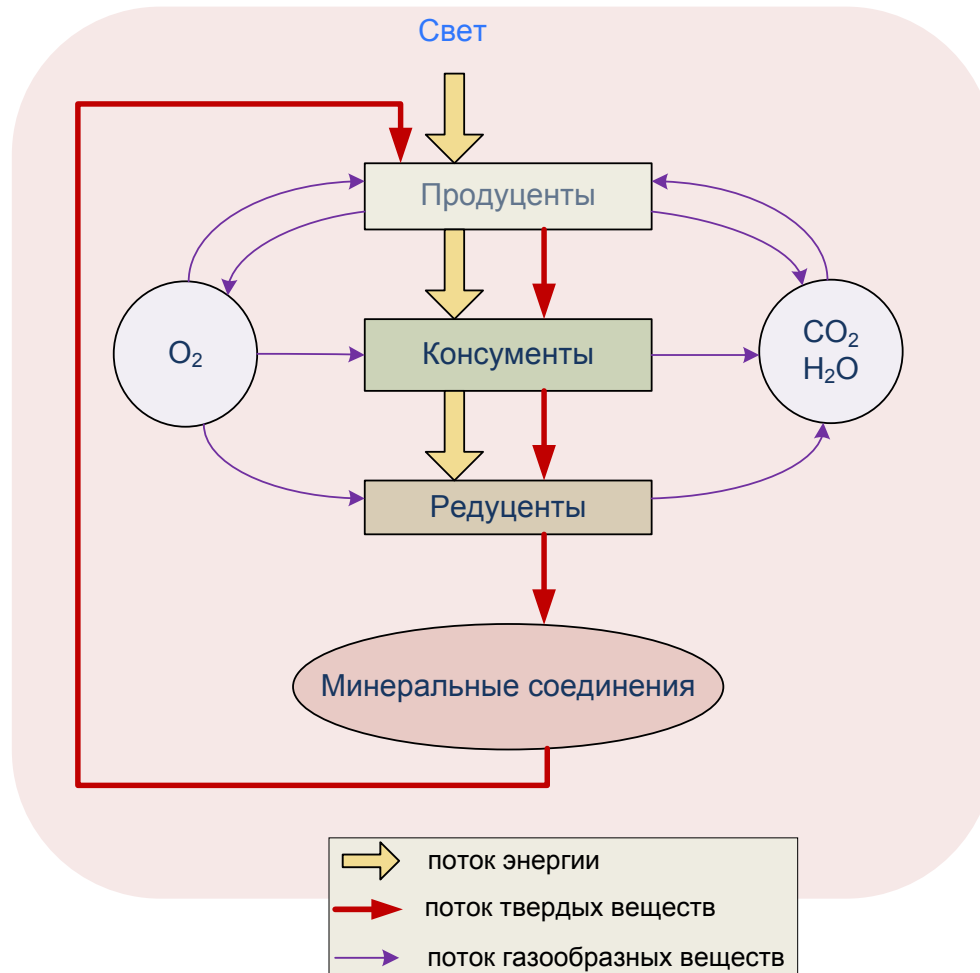 Свет
Продуценты
O₂
Консументы
CO₂
H₂O
Редуценты
Минеральные соединения
поток энергии
поток твердых веществ
поток газообразных веществ